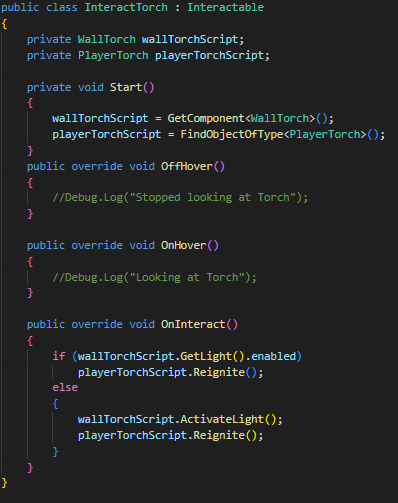 public class InteractTorch : Interactable
{
    private WallTorch wallTorchScript;
    private PlayerTorch playerTorchScript;

    private void Start()
    {
        wallTorchScript = GetComponent<WallTorch>();
        playerTorchScript = FindObjectOfType<PlayerTorch>();
    }
    public override void OffHover()
    {
        //Debug.Log("Stopped looking at Torch");
    }

    public override void OnHover()
    {
        //Debug.Log("Looking at Torch");
    }

    public override void OnInteract()
    {
        if (wallTorchScript.GetLight().enabled)
            playerTorchScript.Reignite();
        else
        {
            wallTorchScript.ActivateLight();
            playerTorchScript.Reignite();
        }
    }
}